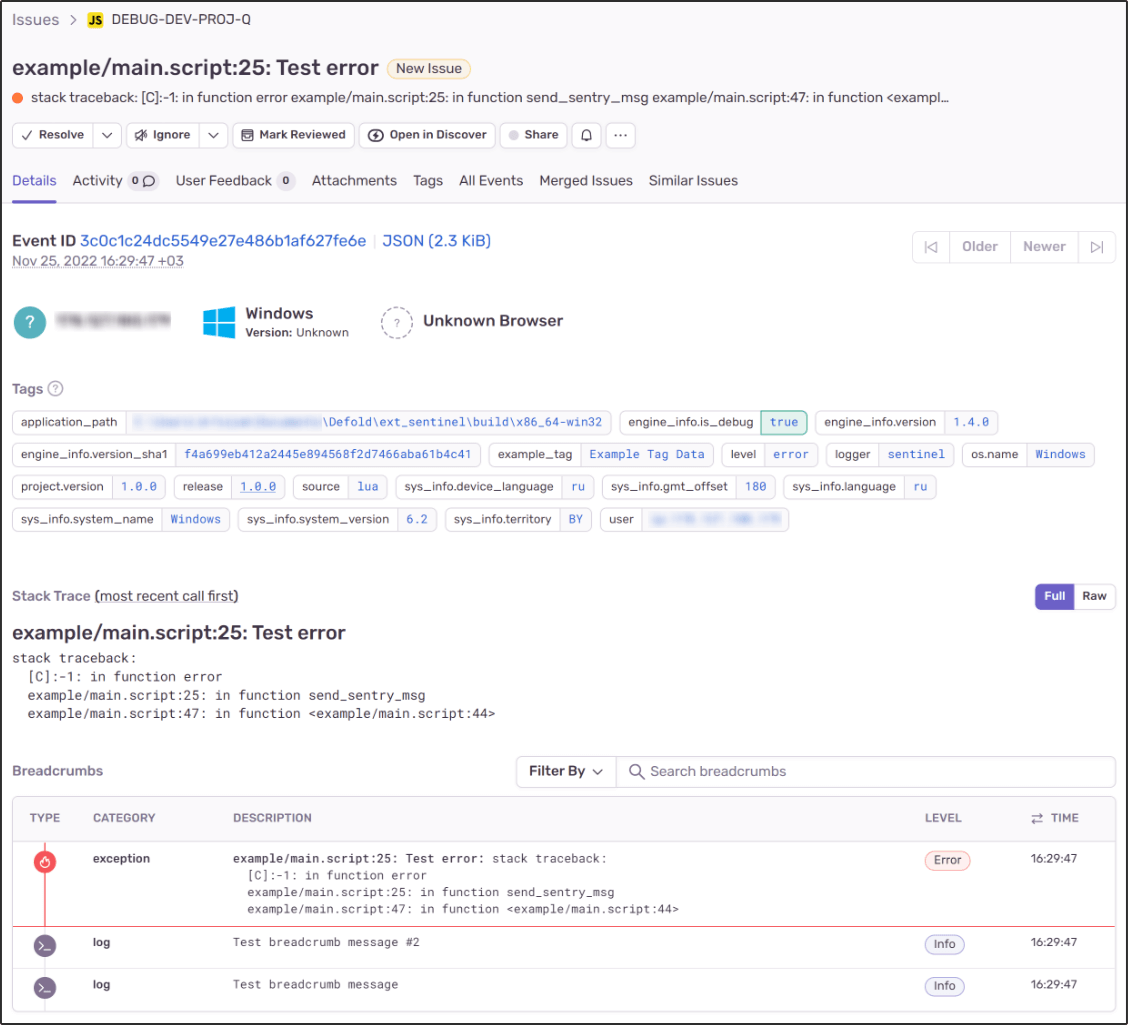 Issues > JS DEBUG-DEV-PROJ-Q
example/main.script:25: Test error New Issue
stack traceback: [C]:-1: in function error example/main.script:25: in function send_sentry_msg example/main.script:47: in function <exampl…
Resolve Ignore Mark Reviewed Open in Discover Share ···
Details Activity 0 User Feedback 0 Attachments Tags All Events Merged Issues Similar Issues
Event ID 3c0c1c24dc5549e27e486b1af627fe6e JSON (2.3 KiB)
Older Newer
Nov 25, 2022 16:29:47 +03
? Windows ? Unknown Browser
Version: Unknown
Tags ?
application_path \Defold\ext_sentinel\build\x86_64-win32 engine_info.is_debug true engine_info.version 1.4.0
engine_info.version_sha1 f4a699eb412a2445e894568f2d7466aba61b4c41 example_tag Example Tag Data level error logger sentinel os.name Windows
project.version 1.0.0 release 1.0.0 source lua sys_info.device_language ru sys_info.gmt_offset 180 sys_info.language ru
sys_info.system_name Windows sys_info.system_version 6.2 sys_info.territory BY user
Stack Trace (most recent call first) Full Raw
example/main.script:25: Test error
stack traceback:
[C]:-1: in function error
example/main.script:25: in function send_sentry_msg
example/main.script:47: in function <example/main.script:44>
Breadcrumbs Filter By Search breadcrumbs
TYPE CATEGORY DESCRIPTION LEVEL TIME
exception example/main.script:25: Test error: stack traceback: Error 16:29:47
[C]:-1: in function error
example/main.script:25: in function send_sentry_msg
example/main.script:47: in function <example/main.script:44>
log Test breadcrumb message #2 Info 16:29:47
log Test breadcrumb message Info 16:29:47